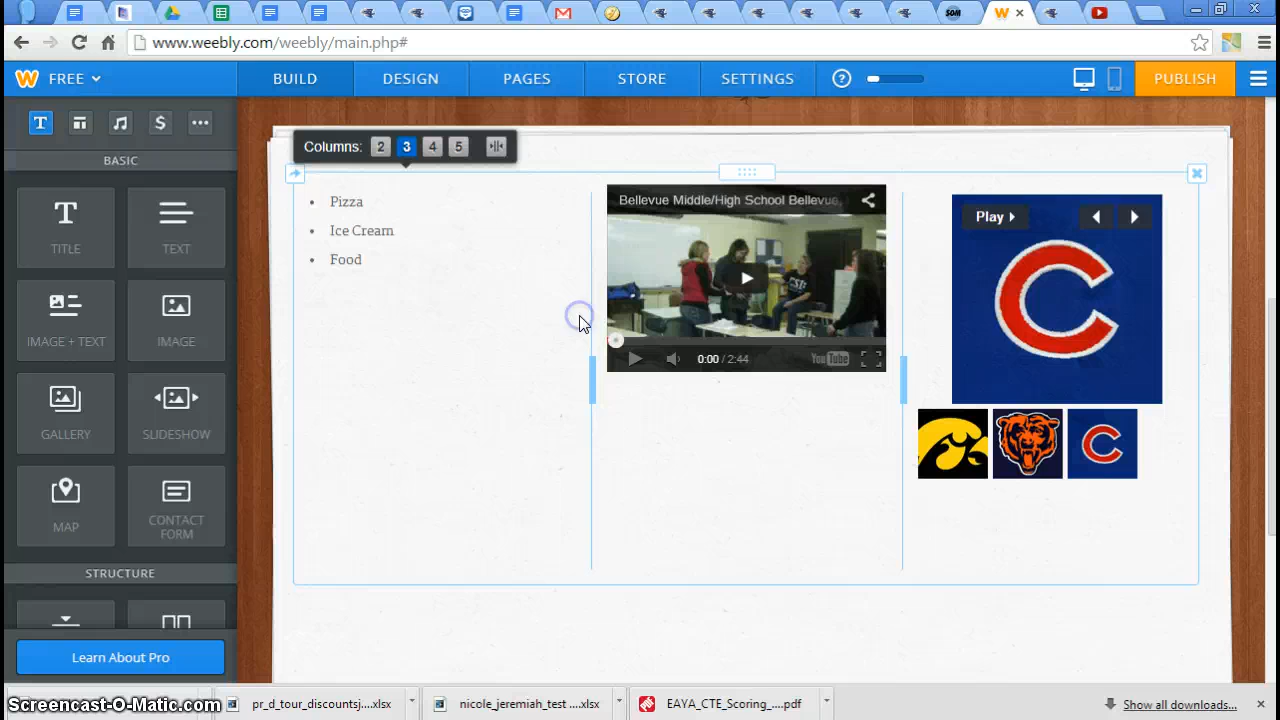 www.weebly.com/weebly/main.php#
FREE
BUILD
DESIGN
PAGES
STORE
SETTINGS
?
PUBLISH
BASIC
TITLE
TEXT
IMAGE + TEXT
IMAGE
GALLERY
SLIDESHOW
MAP
CONTACT
FORM
STRUCTURE
Learn About Pro
Columns: 2 3 4 5
• Pizza
• Ice Cream
• Food
Bellevue Middle/High School Bellevue,
0:00 / 2:44
YouTube
Play
Screencast-O-Matic.com
pr_d_tour_discountsj....xlsx
nicole_jeremiah_test ....xlsx
EAYA_CTE_Scoring_....pdf
Show all downloads...